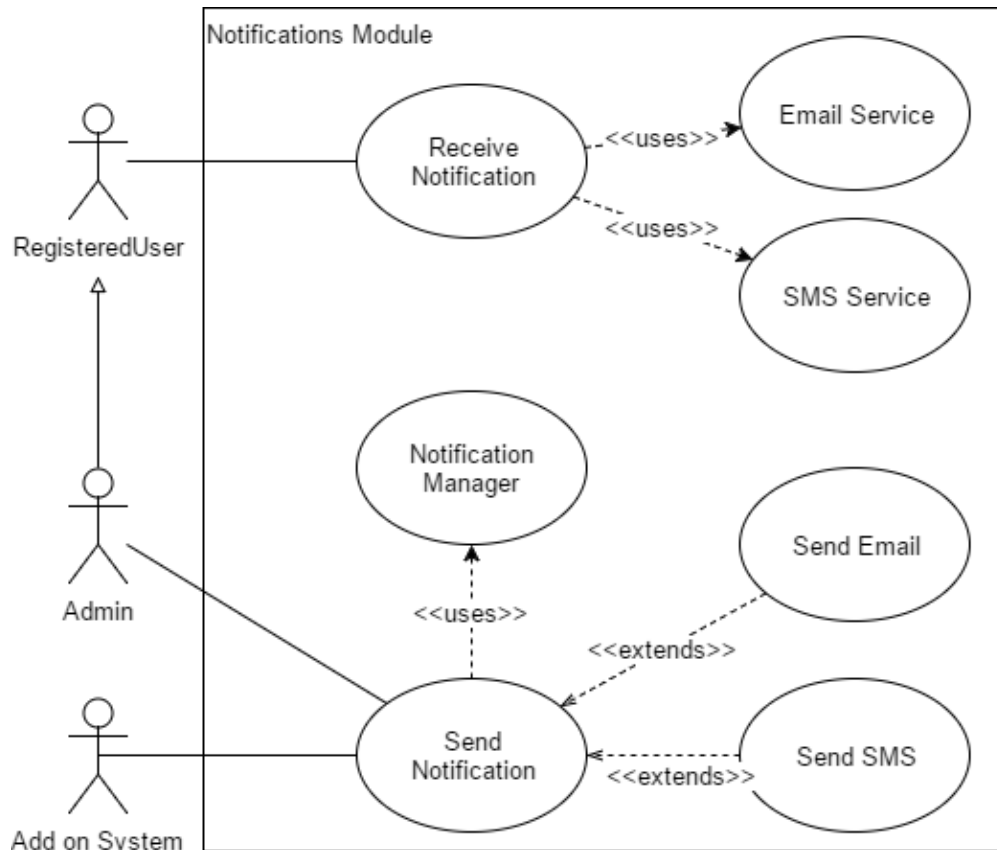 Notifications Module
Email Service
<<uses>>
Receive
Notification
<<uses>>
RegisteredUser
SMS Service
Notification
Manager
Send Email
Admin
<<uses>>
<<extends>>
Send
Notification
Send SMS
<<extends>>
Add on System